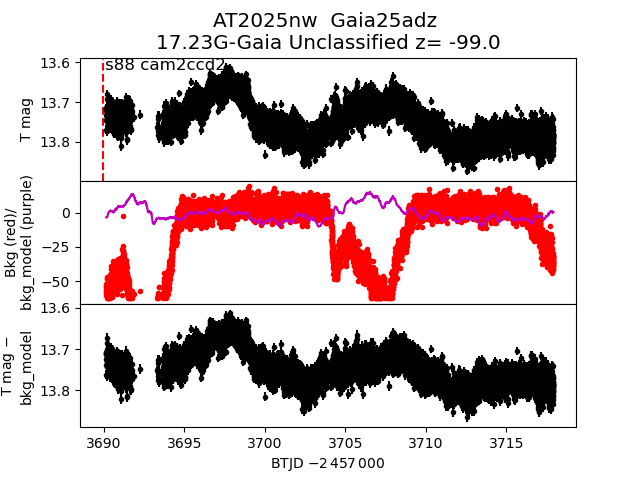 AT2025nw  Gaia25adz
17.23G-Gaia Unclassified z= -99.0
s88 cam2ccd2
T mag
13.6
13.7
13.8
Bkg (red)/
bkg_model (purple)
0
−25
−50
T mag −
bkg_model
13.6
13.7
13.8
3690 3695 3700 3705 3710 3715
BTJD −2 457 000